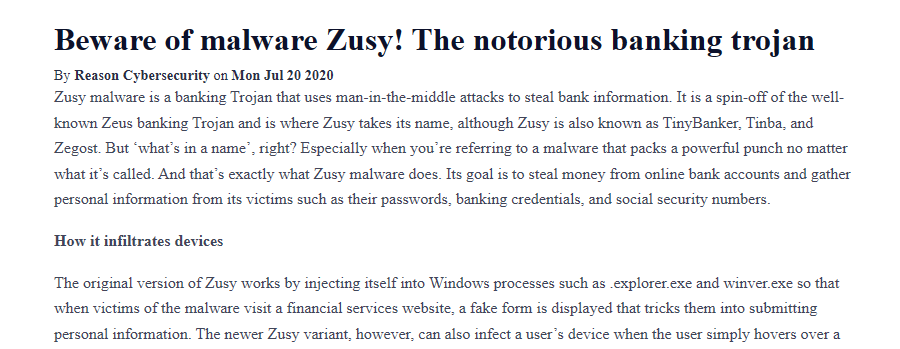 Beware of malware Zusy! The notorious banking trojan
By Reason Cybersecurity on Mon Jul 20 2020
Zusy malware is a banking Trojan that uses man-in-the-middle attacks to steal bank information. It is a spin-off of the well-
known Zeus banking Trojan and is where Zusy takes its name, although Zusy is also known as TinyBanker, Tinba, and
Zegost. But ‘what’s in a name’, right? Especially when you’re referring to a malware that packs a powerful punch no matter
what it’s called. And that’s exactly what Zusy malware does. Its goal is to steal money from online bank accounts and gather
personal information from its victims such as their passwords, banking credentials, and social security numbers.
How it infiltrates devices
The original version of Zusy works by injecting itself into Windows processes such as .explorer.exe and winver.exe so that
when victims of the malware visit a financial services website, a fake form is displayed that tricks them into submitting
personal information. The newer Zusy variant, however, can also infect a user’s device when the user simply hovers over a